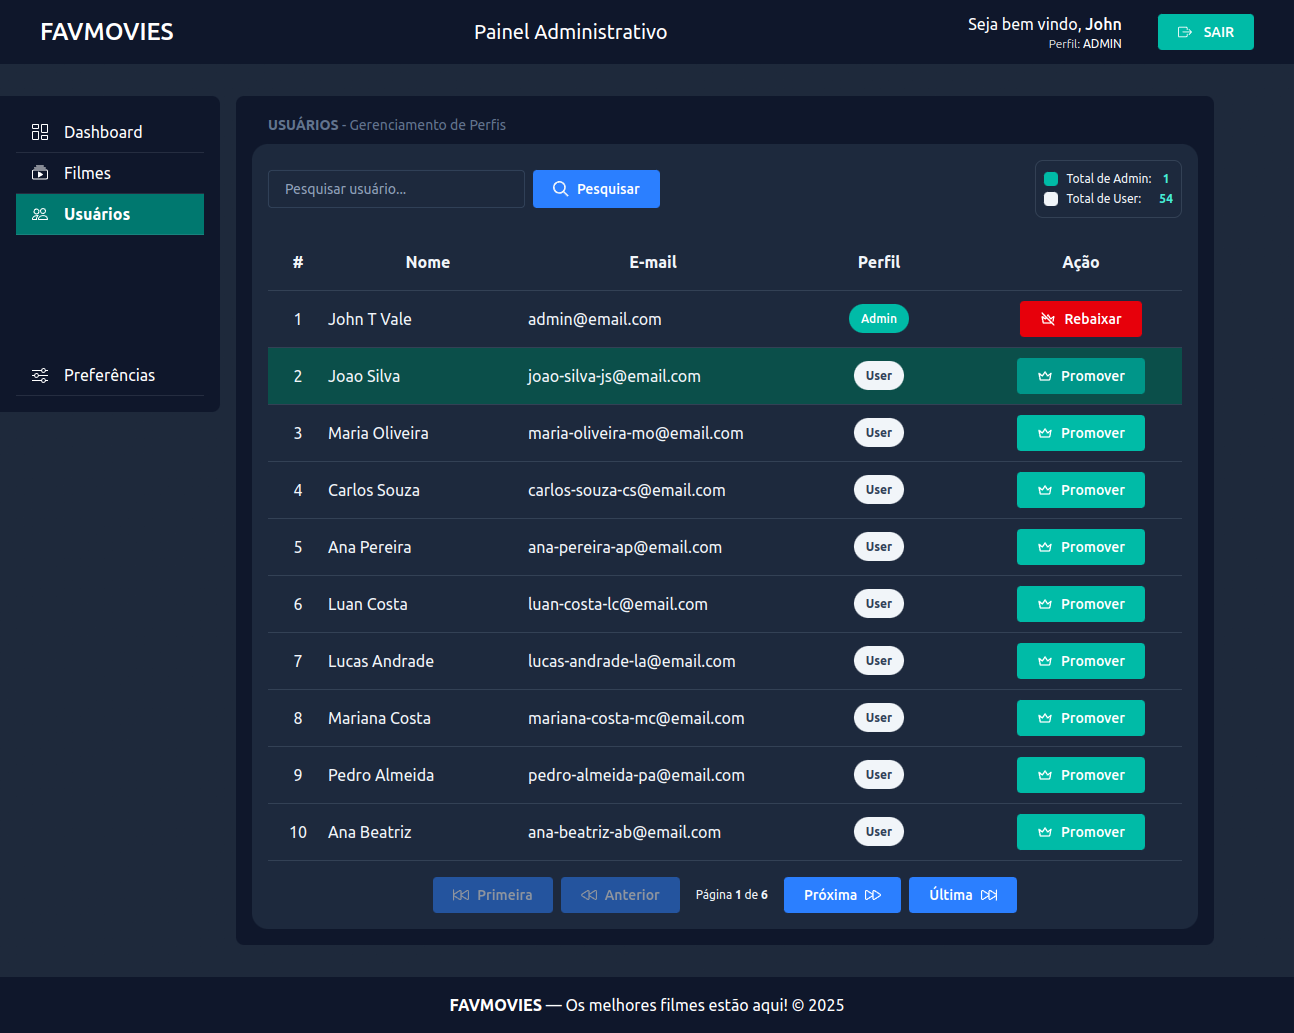 FAVMOVIES
Painel Administrativo
Seja bem vindo, John
Perfil: ADMIN
SAIR
Dashboard
Filmes
Usuários
Preferências
USUÁRIOS - Gerenciamento de Perfis
Pesquisar usuário...
Pesquisar
Total de Admin: 1
Total de User: 54
# Nome E-mail Perfil Ação
1 John T Vale admin@email.com Admin Rebaixar
2 Joao Silva joao-silva-js@email.com User Promover
3 Maria Oliveira maria-oliveira-mo@email.com User Promover
4 Carlos Souza carlos-souza-cs@email.com User Promover
5 Ana Pereira ana-pereira-ap@email.com User Promover
6 Luan Costa luan-costa-lc@email.com User Promover
7 Lucas Andrade lucas-andrade-la@email.com User Promover
8 Mariana Costa mariana-costa-mc@email.com User Promover
9 Pedro Almeida pedro-almeida-pa@email.com User Promover
10 Ana Beatriz ana-beatriz-ab@email.com User Promover
Primeira Anterior Página 1 de 6 Próxima Última
FAVMOVIES — Os melhores filmes estão aqui! © 2025